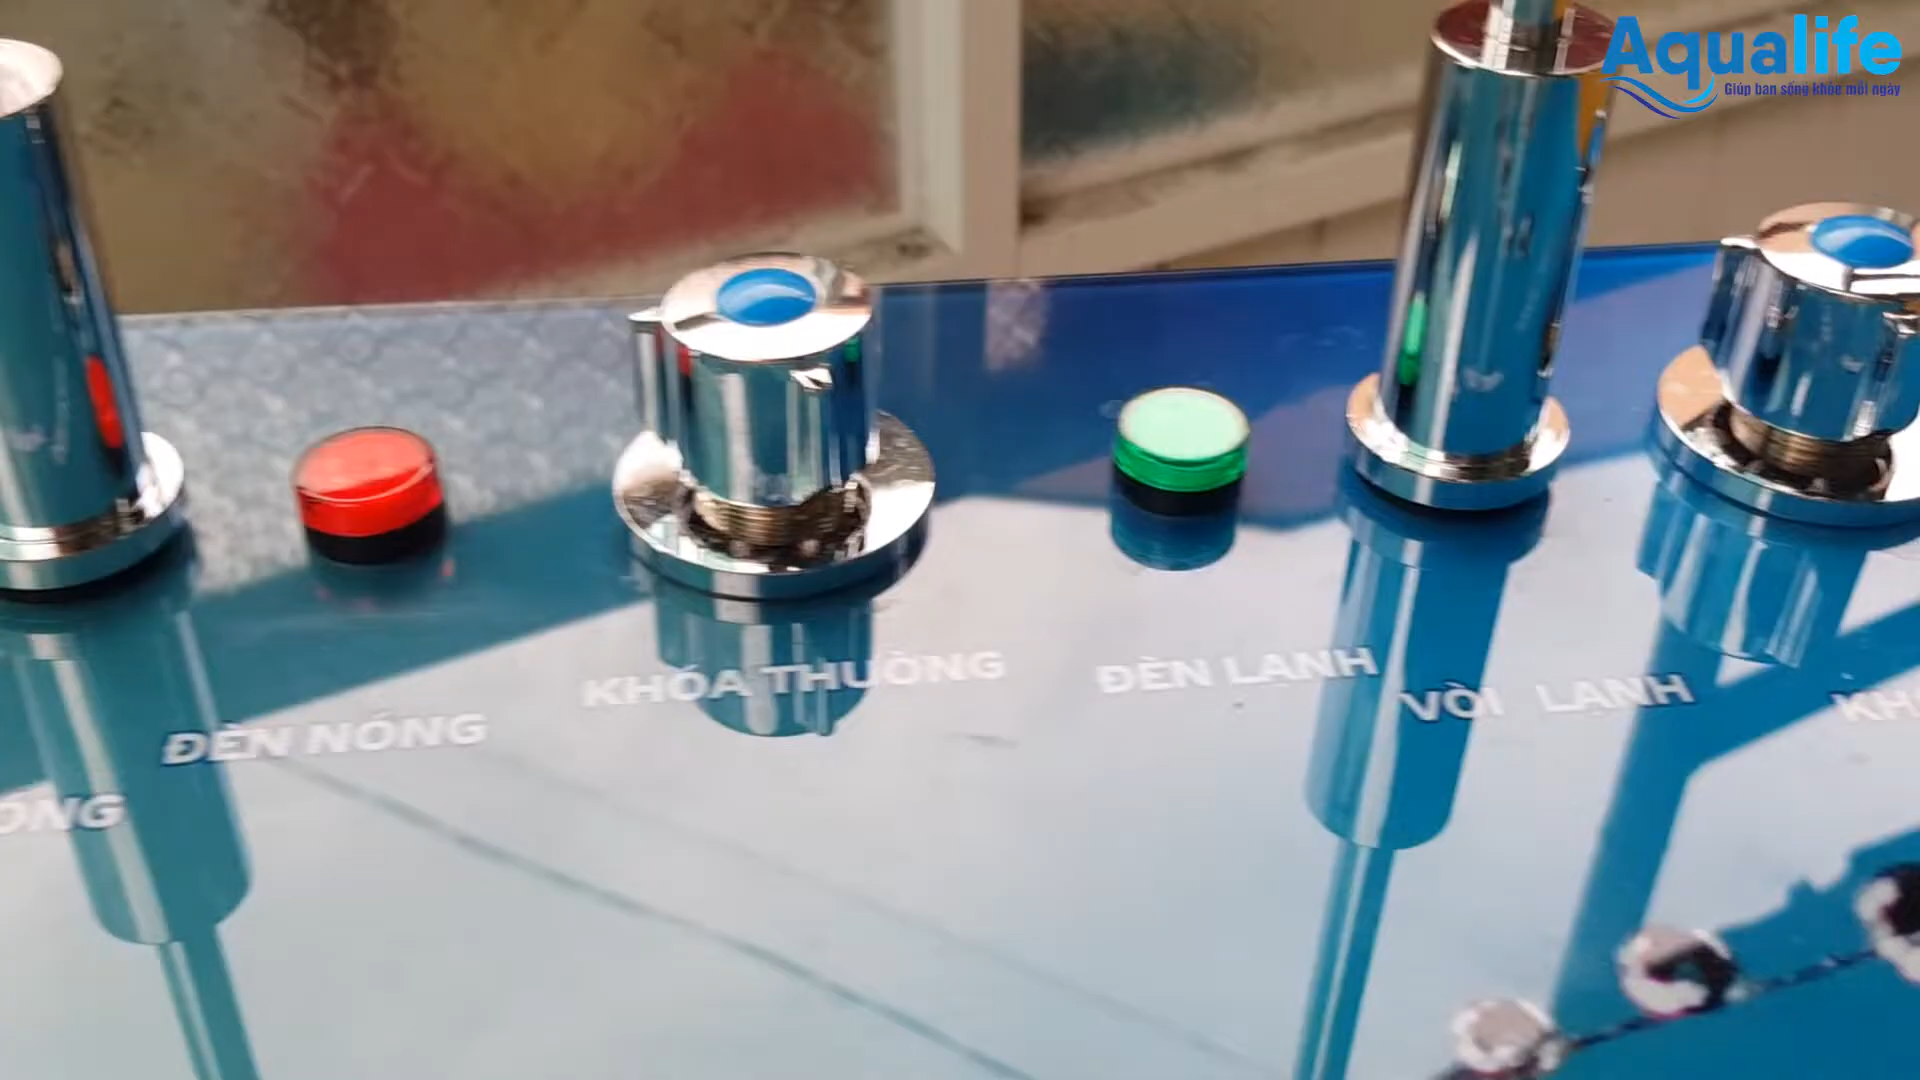 Aqualife
Giúp bạn sống khỏe mỗi ngày
KHÓA THƯỜNG
ĐÈN LẠNH
VÒI LẠNH
ĐÈN NÓNG